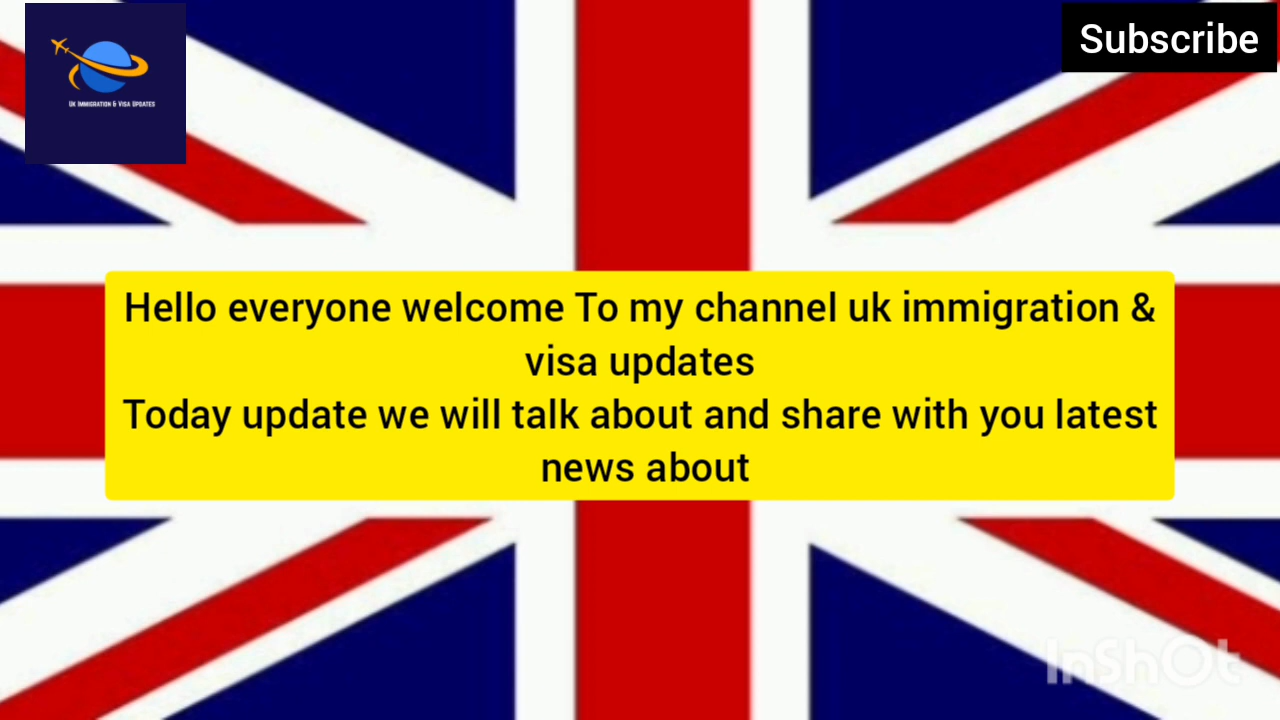 Subscribe
UK IMMIGRATION & VISA UPDATES
Hello everyone welcome To my channel uk immigration &
visa updates
Today update we will talk about and share with you latest
news about
InShOt